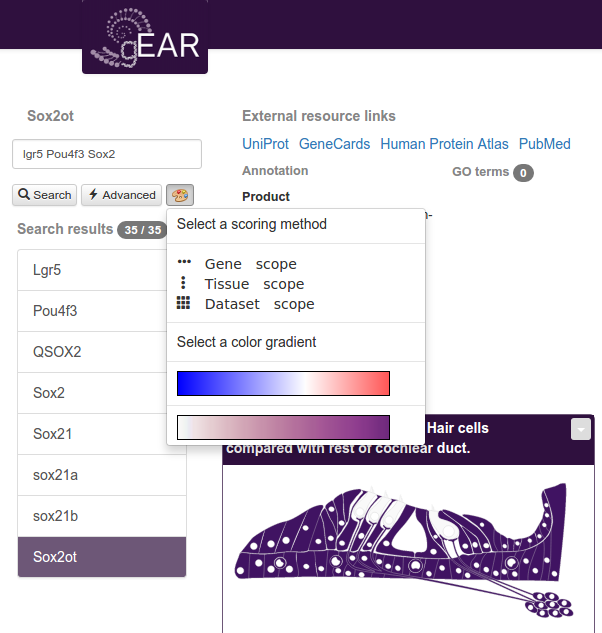 gEAR
Sox2ot
External resource links
lgr5 Pou4f3 Sox2
UniProt GeneCards Human Protein Atlas PubMed
Annotation
GO terms 0
Search Advanced
Product
Search results 35 / 35
Select a scoring method
Gene scope
Tissue scope
Dataset scope
Select a color gradient
Lgr5
Pou4f3
QSOX2
Sox2
Sox21
sox21a
sox21b
Sox2ot
Hair cells
compared with rest of cochlear duct.